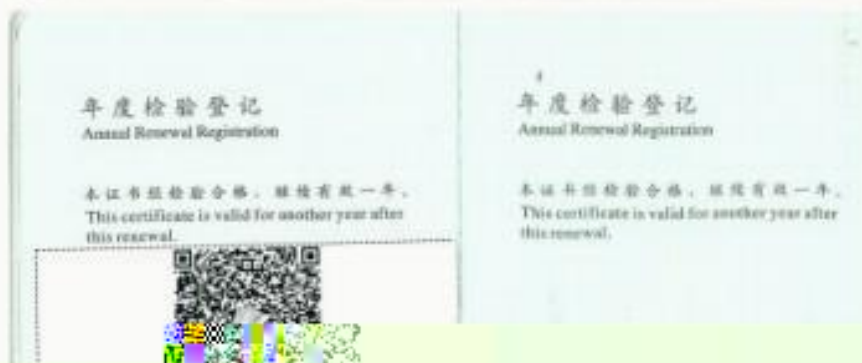 年度检验登记
Annual Renewal Registration
本证书经检验合格，继续有效一年。
This certificate is valid for another year after
this renewal.
年度检验登记
Annual Renewal Registration
本证书经检验合格，继续有效一年。
This certificate is valid for another year after
this renewal.